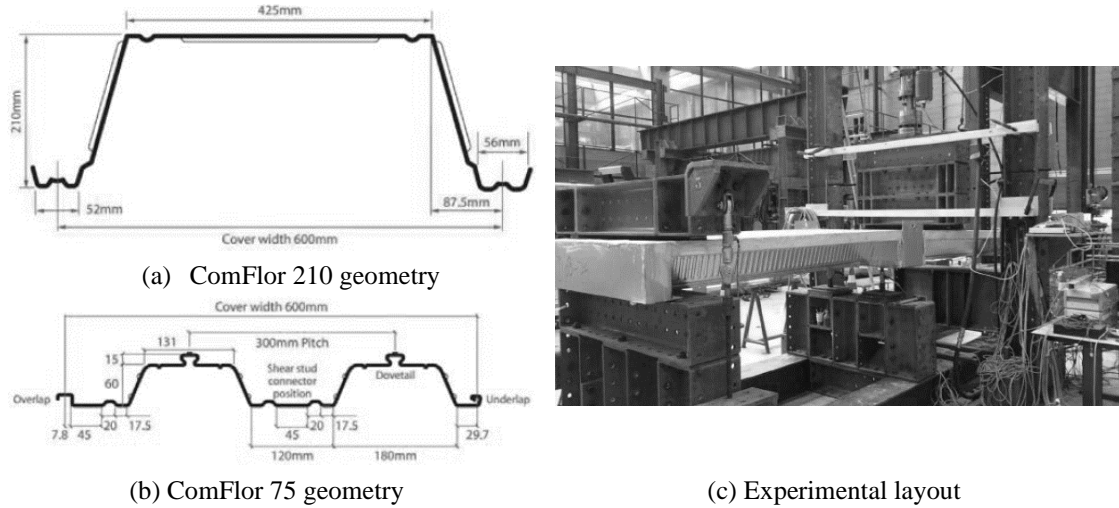 425mm
210mm
56mm
52mm
87.5mm
Cover width 600mm
(a) ComFlor 210 geometry
Cover width 600mm
131
300mm Pitch
15
60
Shear stud
connector
position
Dovetail
Overlap
Underlap
7.8
45
20
17.5
45
20
17.5
29.7
120mm
180mm
(b) ComFlor 75 geometry
(c) Experimental layout